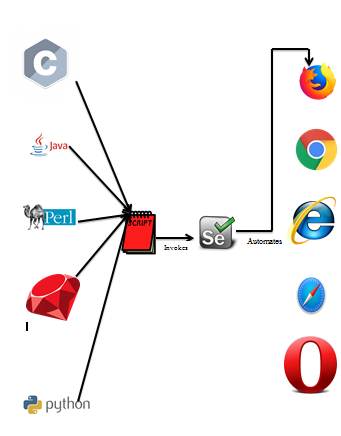 C
Java
Perl
SCRIPT
Invokes
Se
Automates
I
python